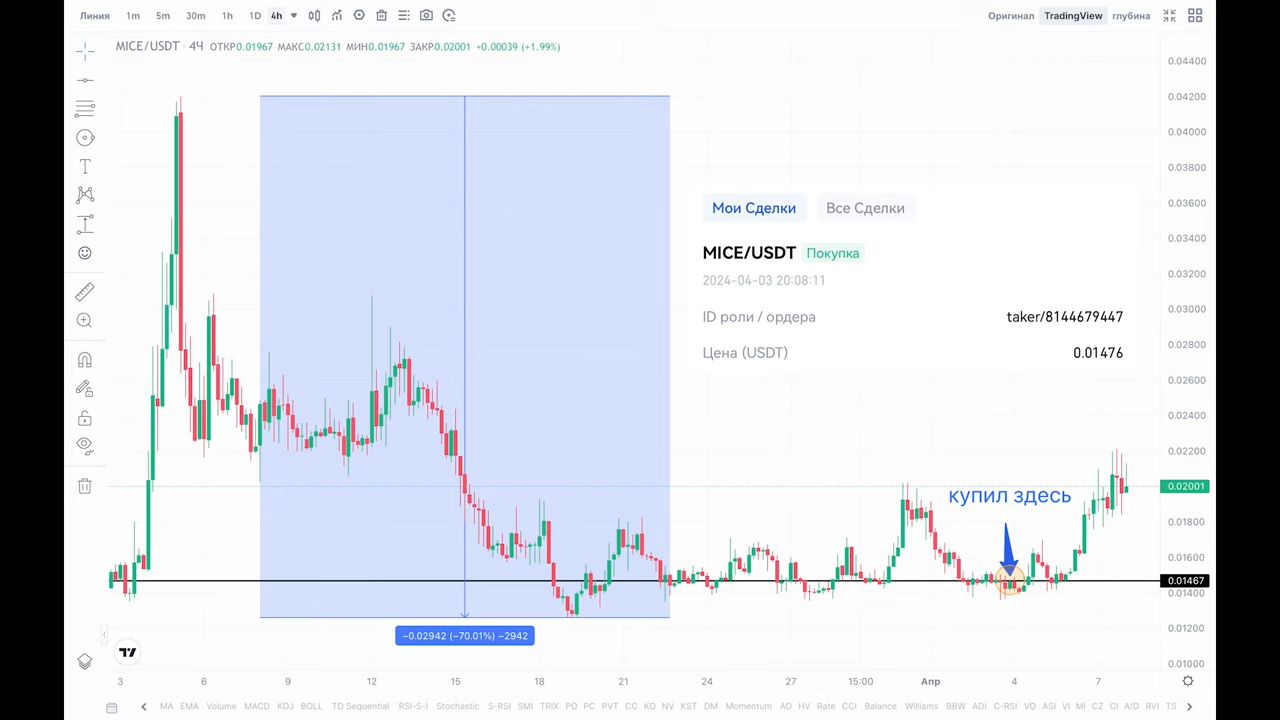 Линия 1m 5m 30m 1h 1D 4h Оригинал TradingView глубина
MICE/USDT · 4Ч ОТКР0.01967 МАКС0.02131 МИН0.01967 ЗАКР0.02001 +0.00039 (+1.99%)
0.04400
0.04200
0.04000
0.03800
0.03600
0.03400
0.03200
0.03000
0.02800
0.02600
0.02400
0.02200
0.02001
0.01800
0.01600
0.01467
0.01400
0.01200
0.01000
Мои Сделки Все Сделки
MICE/USDT Покупка
2024-04-03 20:08:11
ID роли / ордера taker/8144679447
Цена (USDT) 0.01476
купил здесь
−0.02942 (−70.01%) −2942
3 6 9 12 15 18 21 24 27 15:00 Апр 4 7
MA EMA Volume MACD KDJ BOLL TD Sequential RSI-S-I Stochastic S-RSI SMI TRIX PO PC PVT CC KO NV KST DM Momentum AO HV Rate CCI Balance Williams BBW ADI C-RSI VO ASI VI MI CZ CI A/D RVI TS